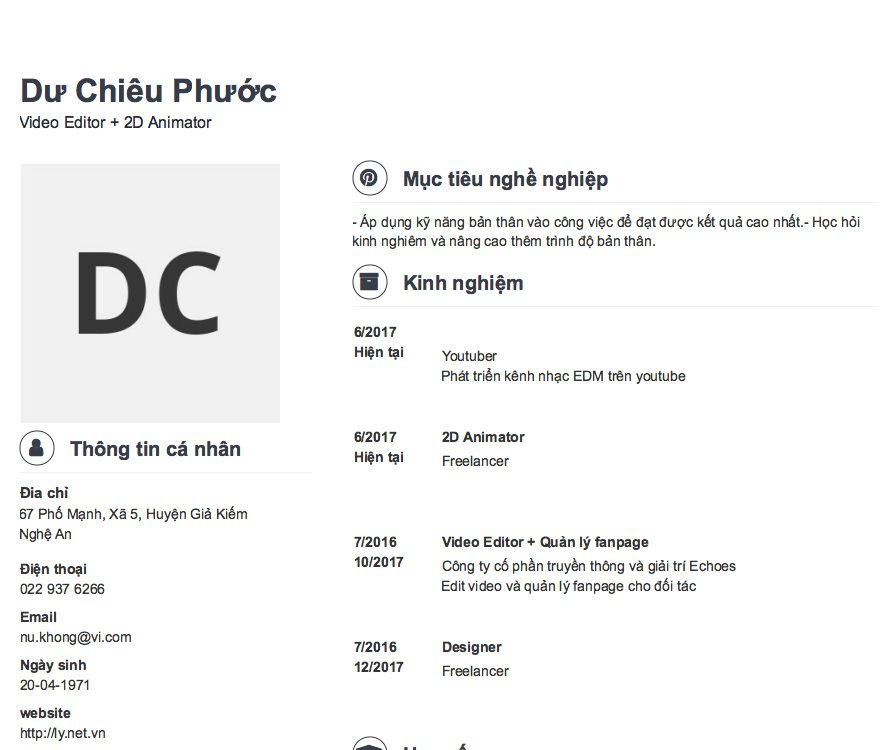 Dư Chiêu Phước
Video Editor + 2D Animator
DC
Thông tin cá nhân
Đia chỉ
67 Phố Mạnh, Xã 5, Huyện Giả Kiếm
Nghệ An
Điện thoại
022 937 6266
Email
nu.khong@vi.com
Ngày sinh
20-04-1971
website
http://ly.net.vn
Mục tiêu nghề nghiệp
- Áp dụng kỹ năng bản thân vào công việc để đạt được kết quả cao nhất.- Học hỏi
kinh nghiêm và nâng cao thêm trình độ bản thân.
Kinh nghiệm
6/2017
Hiện tại
Youtuber
Phát triển kênh nhạc EDM trên youtube
6/2017
Hiện tại
2D Animator
Freelancer
7/2016
10/2017
Video Editor + Quản lý fanpage
Công ty cổ phần truyền thông và giải trí Echoes
Edit video và quản lý fanpage cho đối tác
7/2016
12/2017
Designer
Freelancer